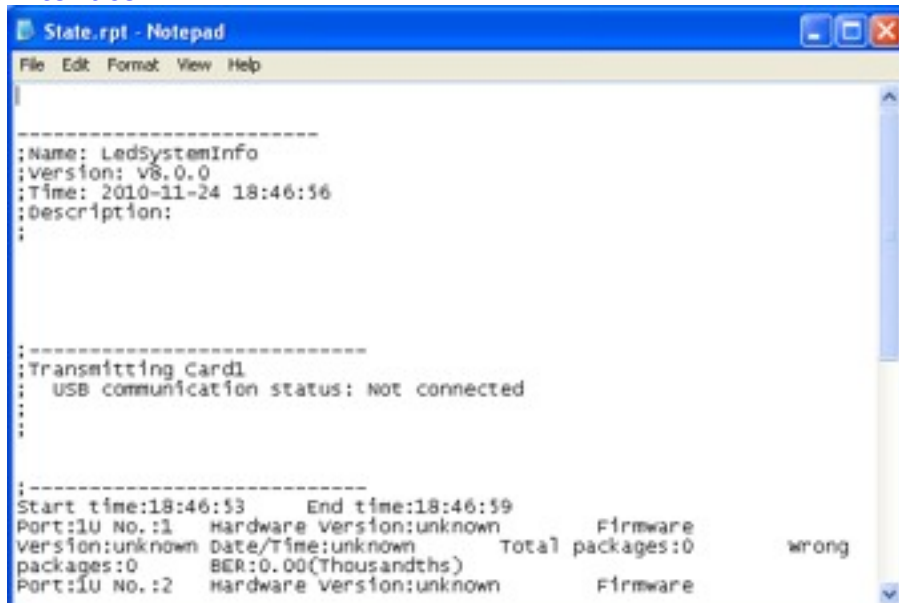 State.rpt - Notepad
File Edit Format View Help
---------------------------
;Name: LedSystemInfo
;Version: V8.0.0
;Time: 2010-11-24 18:46:56
;Description:
;
;------------------------------
;Transmitting Card1
;  USB communication status: Not connected
;
;
;------------------------------
Start time:18:46:53     End time:18:46:59
Port:1U No.:1   Hardware Version:unknown        Firmware
Version:unknown Date/Time:unknown       Total packages:0        Wrong
packages:0      BER:0.00(Thousandths)
Port:1U No.:2   Hardware Version:unknown        Firmware